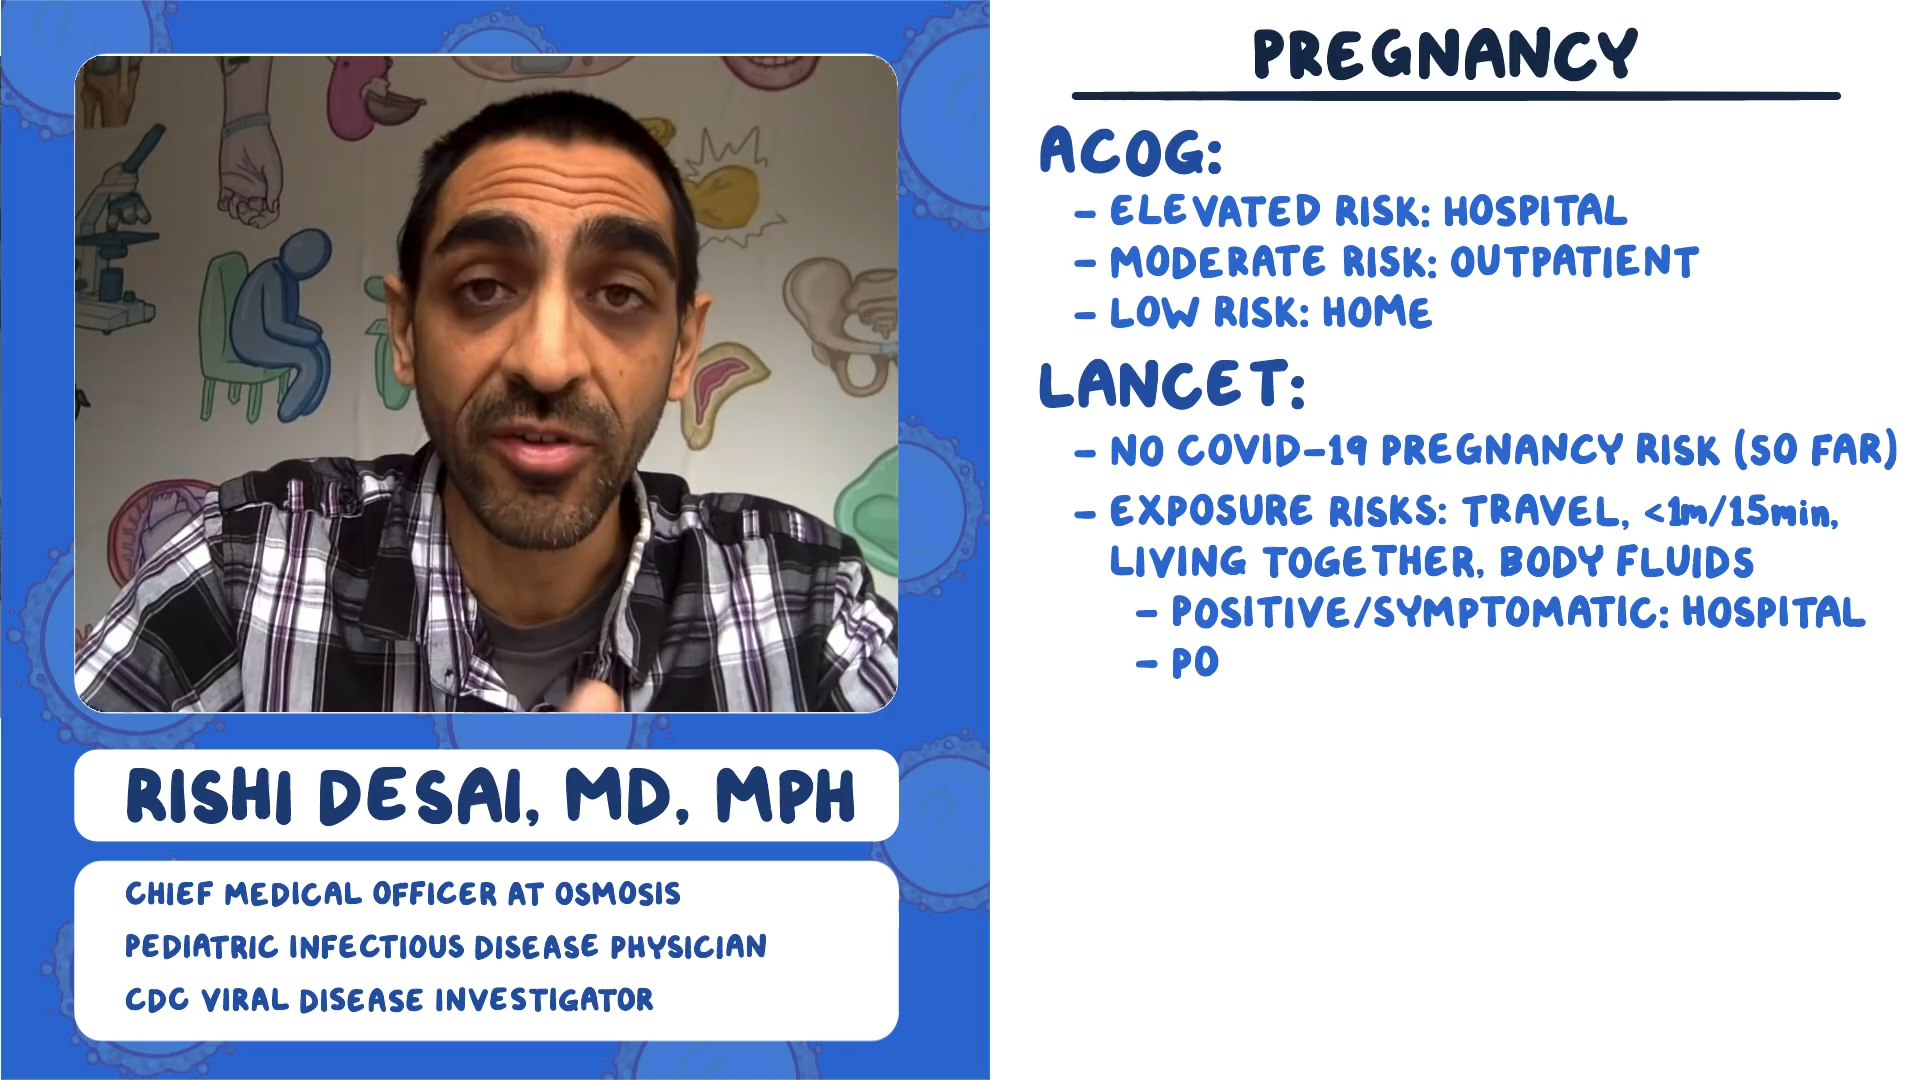 RISHI DESAI, MD, MPH
CHIEF MEDICAL OFFICER AT OSMOSIS
PEDIATRIC INFECTIOUS DISEASE PHYSICIAN
CDC VIRAL DISEASE INVESTIGATOR
PREGNANCY
ACOG:
- ELEVATED RISK: HOSPITAL
- MODERATE RISK: OUTPATIENT
- LOW RISK: HOME
LANCET:
- NO COVID-19 PREGNANCY RISK (SO FAR)
- EXPOSURE RISKS: TRAVEL, <1m/15min,
LIVING TOGETHER, BODY FLUIDS
- POSITIVE/SYMPTOMATIC: HOSPITAL
- PO